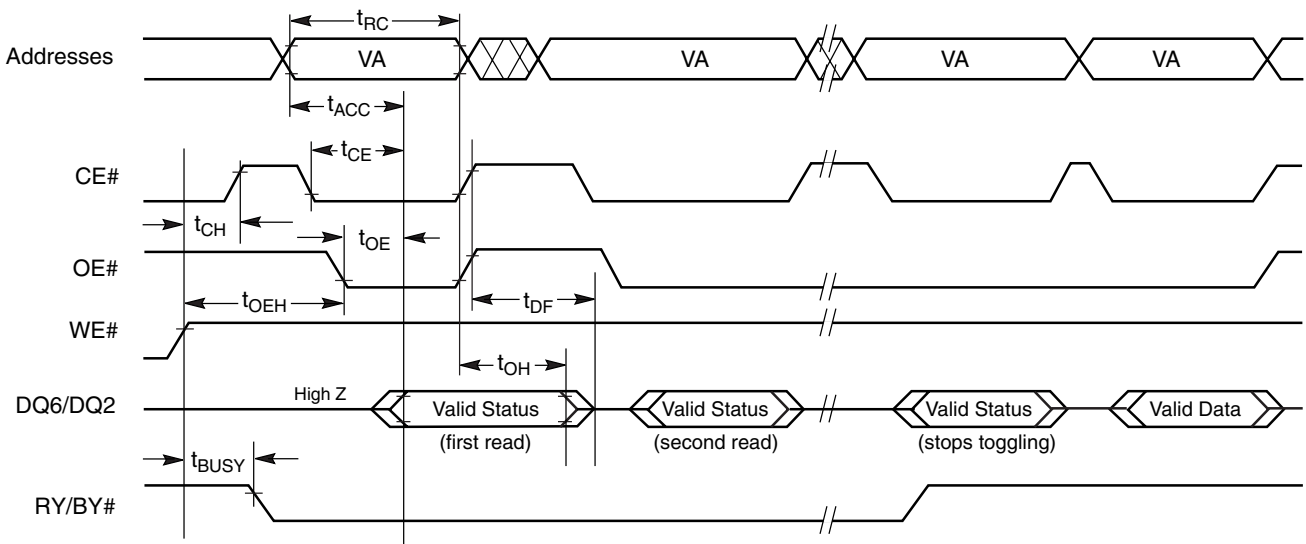 tRC
Addresses VA VA VA VA
tACC
tCE
CE#
tCH tOE
OE#
tOEH tDF
WE#
tOH
High Z
DQ6/DQ2 Valid Status Valid Status Valid Status Valid Data
(first read) (second read) (stops toggling)
tBUSY
RY/BY#